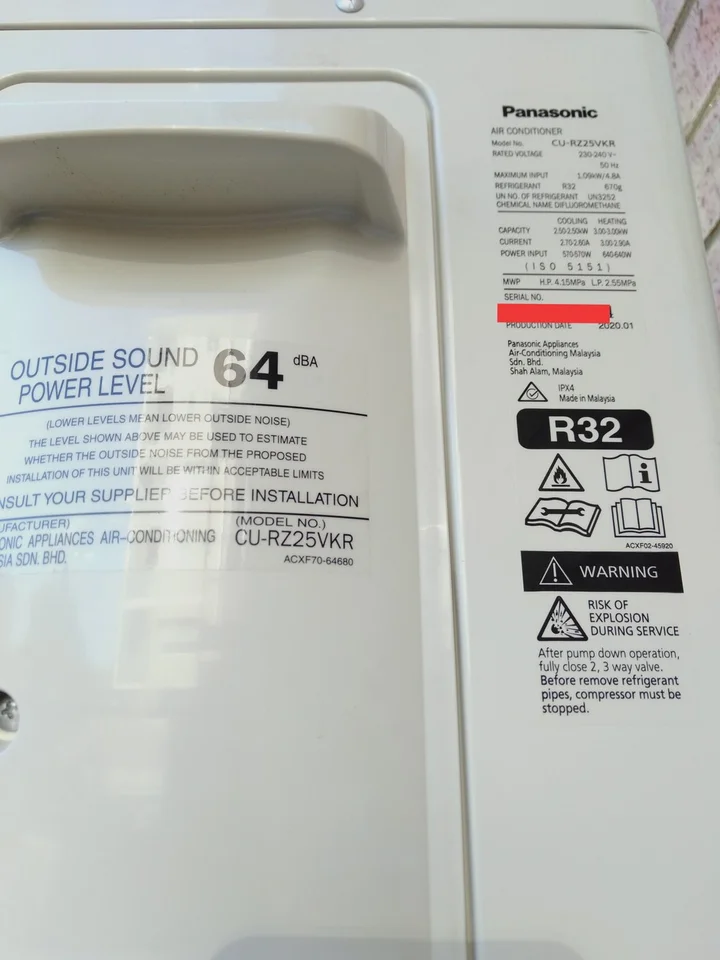 OUTSIDE SOUND
POWER LEVEL
64 dBA
(LOWER LEVELS MEAN LOWER OUTSIDE NOISE)
THE LEVEL SHOWN ABOVE MAY BE USED TO ESTIMATE
WHETHER THE OUTSIDE NOISE FROM THE PROPOSED
INSTALLATION OF THIS UNIT WILL BE WITHIN ACCEPTABLE LIMITS
NSULT YOUR SUPPLIER BEFORE INSTALLATION
UFACTURER) (MODEL NO.)
ONIC APPLIANCES AIR-CONDITIONING CU-RZ25VKR
SIA SDN. BHD.
ACXF70-64680
Panasonic
AIR CONDITIONER
Model No. CU-RZ25VKR
RATED VOLTAGE 230-240 V~
50 Hz
MAXIMUM INPUT 1.09kW/4.8A
REFRIGERANT R32 670g
UN NO. OF REFRIGERANT UN3252
CHEMICAL NAME DIFLUOROMETHANE
COOLING HEATING
CAPACITY 2.50-2.50kW 3.00-3.00kW
CURRENT 2.70-2.60A 3.00-2.90A
POWER INPUT 570-570W 640-640W
(ISO 5151)
MWP H.P. 4.15MPa L.P. 2.55MPa
SERIAL NO.
PRODUCTION DATE 2020.01
Panasonic Appliances
Air-Conditioning Malaysia
Sdn. Bhd.
Shah Alam, Malaysia
IPX4
Made in Malaysia
R32
ACXF02-45920
WARNING
RISK OF
EXPLOSION
DURING SERVICE
After pump down operation,
fully close 2, 3 way valve.
Before remove refrigerant
pipes, compressor must be
stopped.